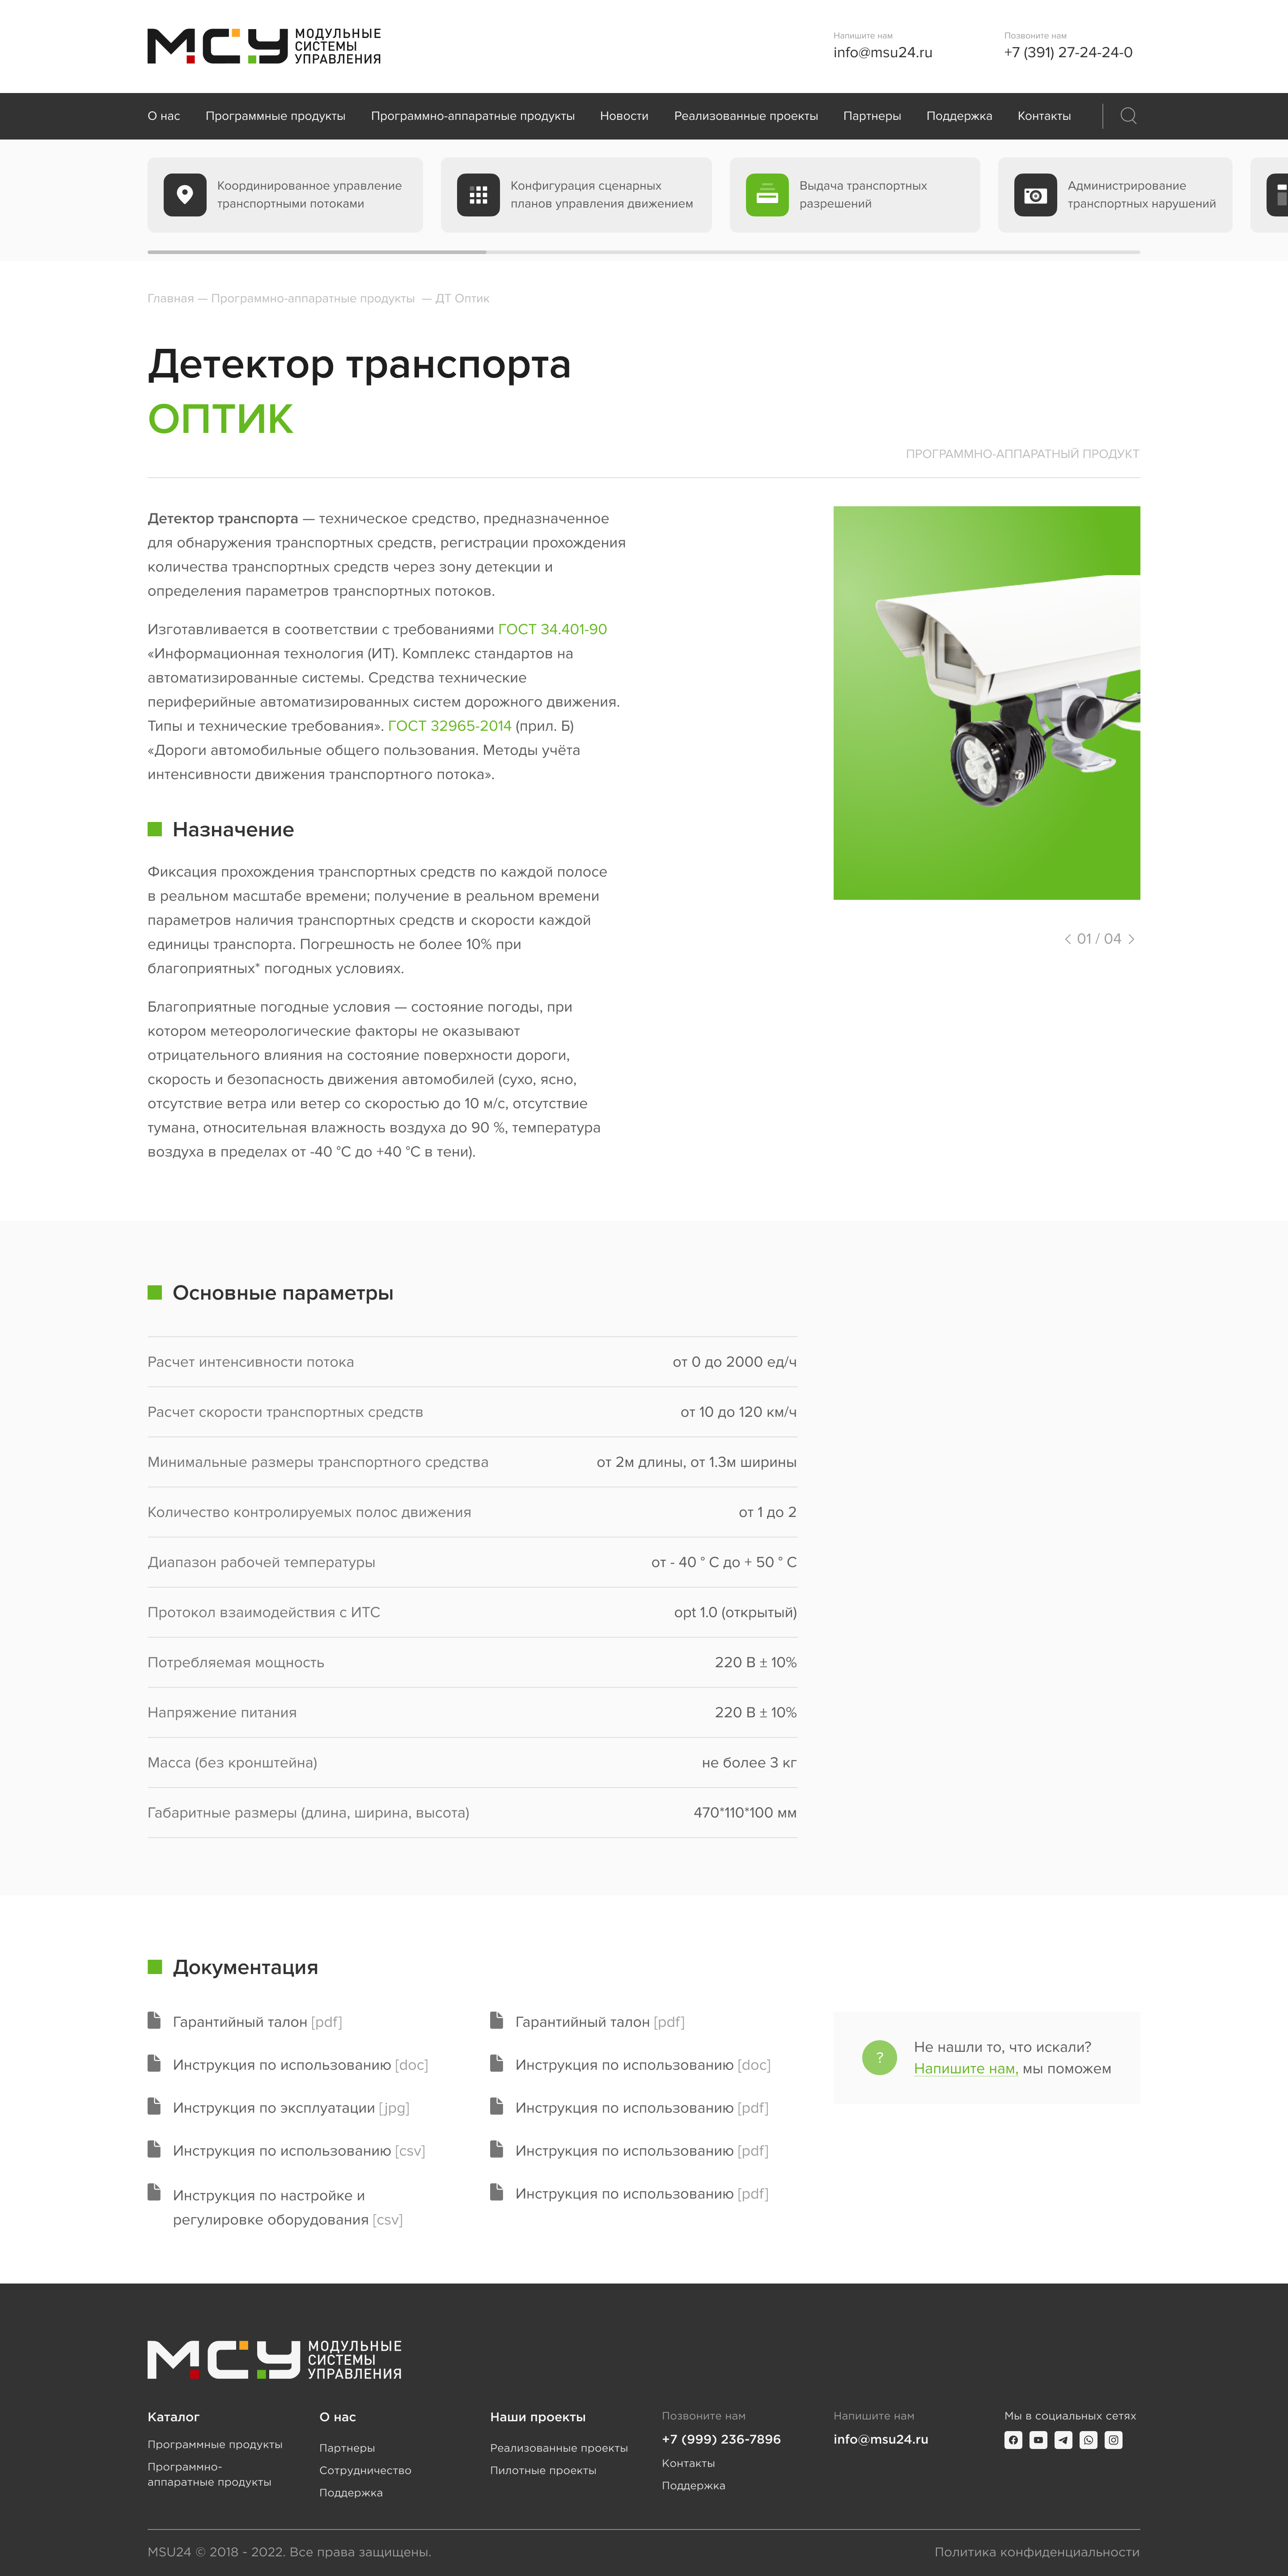 МСУ МОДУЛЬНЫЕ
СИСТЕМЫ
УПРАВЛЕНИЯ
Напишите нам
info@msu24.ru
Позвоните нам
+7 (391) 27-24-24-0
О нас Программные продукты Программно-аппаратные продукты Новости Реализованные проекты Партнеры Поддержка Контакты
Координированное управление
транспортными потоками
Конфигурация сценарных
планов управления движением
Выдача транспортных
разрешений
Администрирование
транспортных нарушений
Главная — Программно-аппаратные продукты — ДТ Оптик
Детектор транспорта
ОПТИК
ПРОГРАММНО-АППАРАТНЫЙ ПРОДУКТ
Детектор транспорта — техническое средство, предназначенное
для обнаружения транспортных средств, регистрации прохождения
количества транспортных средств через зону детекции и
определения параметров транспортных потоков.
Изготавливается в соответствии с требованиями ГОСТ 34.401-90
«Информационная технология (ИТ). Комплекс стандартов на
автоматизированные системы. Средства технические
периферийные автоматизированных систем дорожного движения.
Типы и технические требования». ГОСТ 32965-2014 (прил. Б)
«Дороги автомобильные общего пользования. Методы учёта
интенсивности движения транспортного потока».
Назначение
Фиксация прохождения транспортных средств по каждой полосе
в реальном масштабе времени; получение в реальном времени
параметров наличия транспортных средств и скорости каждой
единицы транспорта. Погрешность не более 10% при
благоприятных* погодных условиях.
Благоприятные погодные условия — состояние погоды, при
котором метеорологические факторы не оказывают
отрицательного влияния на состояние поверхности дороги,
скорость и безопасность движения автомобилей (сухо, ясно,
отсутствие ветра или ветер со скоростью до 10 м/с, отсутствие
тумана, относительная влажность воздуха до 90 %, температура
воздуха в пределах от -40 °С до +40 °С в тени).
01 / 04
Основные параметры
Расчет интенсивности потока от 0 до 2000 ед/ч
Расчет скорости транспортных средств от 10 до 120 км/ч
Минимальные размеры транспортного средства от 2м длины, от 1.3м ширины
Количество контролируемых полос движения от 1 до 2
Диапазон рабочей температуры от - 40 ° С до + 50 ° С
Протокол взаимодействия с ИТС opt 1.0 (открытый)
Потребляемая мощность 220 В ± 10%
Напряжение питания 220 В ± 10%
Масса (без кронштейна) не более 3 кг
Габаритные размеры (длина, ширина, высота) 470*110*100 мм
Документация
Гарантийный талон [pdf]
Инструкция по использованию [doc]
Инструкция по эксплуатации [jpg]
Инструкция по использованию [csv]
Инструкция по настройке и
регулировке оборудования [csv]
Гарантийный талон [pdf]
Инструкция по использованию [doc]
Инструкция по использованию [pdf]
Инструкция по использованию [pdf]
Инструкция по использованию [pdf]
?
Не нашли то, что искали?
Напишите нам, мы поможем
МСУ МОДУЛЬНЫЕ
СИСТЕМЫ
УПРАВЛЕНИЯ
Каталог
Программные продукты
Программно-
аппаратные продукты
О нас
Партнеры
Сотрудничество
Поддержка
Наши проекты
Реализованные проекты
Пилотные проекты
Позвоните нам
+7 (999) 236-7896
Контакты
Поддержка
Напишите нам
info@msu24.ru
Мы в социальных сетях
MSU24 © 2018 - 2022. Все права защищены.
Политика конфиденциальности